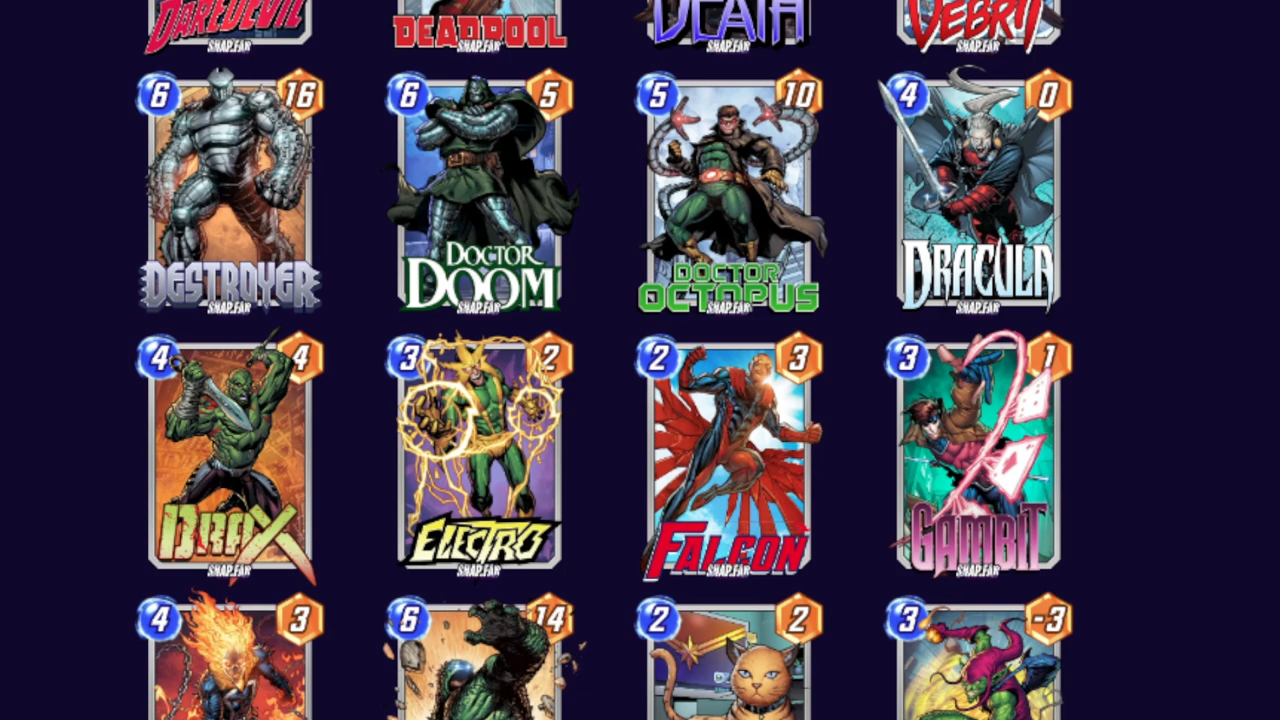 DAREDEVIL
SNAP.FAN
DEADPOOL
SNAP.FAN
DEATH
SNAP.FAN
DEBRII
SNAP.FAN
6 16
DESTROYER
SNAP.FAN
6 5
DOCTOR
DOOM
SNAP.FAN
5 10
DOCTOR
OCTOPUS
SNAP.FAN
4 0
DRACULA
SNAP.FAN
4 4
DRAX
SNAP.FAN
3 2
ELECTRO
SNAP.FAN
2 3
FALCON
SNAP.FAN
3 1
GAMBIT
SNAP.FAN
4 3
6 14
2 2
3 -3